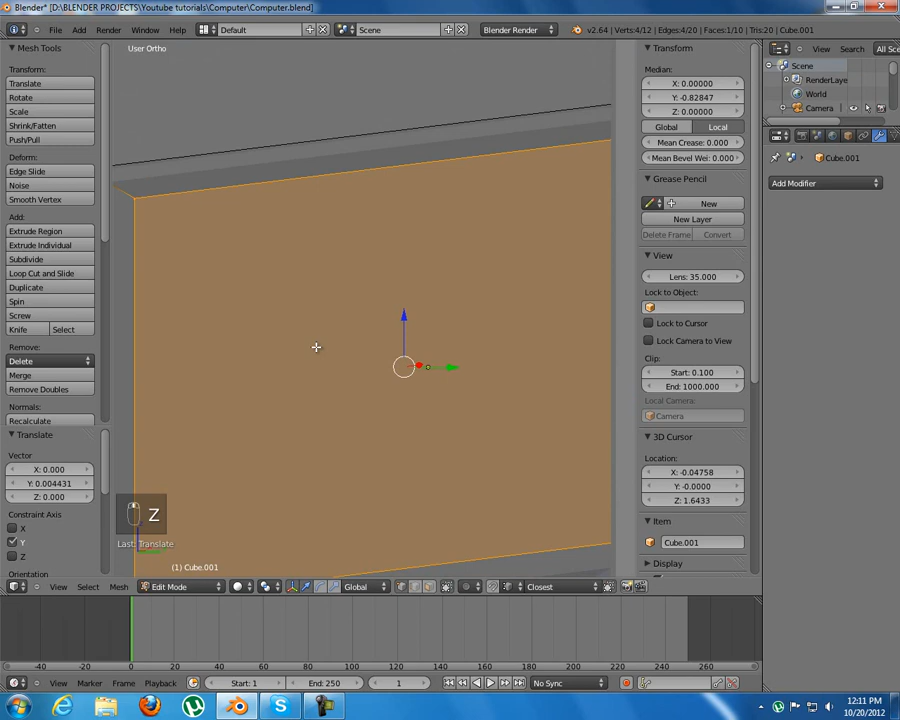 Blender* [D:\BLENDER PROJECTS\Youtube tutorials\Computer\Computer.blend]
File Add Render Window Help Default Scene Blender Render v2.64 | Verts:4/12 | Edges:4/20 | Faces:1/10 | Tris:20 | Cube.001
Mesh Tools
Transform:
Translate
Rotate
Scale
Shrink/Fatten
Push/Pull
Deform:
Edge Slide
Noise
Smooth Vertex
Add:
Extrude Region
Extrude Individual
Subdivide
Loop Cut and Slide
Duplicate
Spin
Screw
Knife Select
Remove:
Delete
Merge
Remove Doubles
Normals:
Recalculate
Translate
Vector
X: 0.000
Y: 0.004431
Z: 0.000
Constraint Axis
X
Y
Z
Orientation
User Ortho
Z
Last: Translate
(1) Cube.001
Transform
Median:
X: 0.00000
Y: -0.82847
Z: 0.00000
Global Local
Mean Crease: 0.000
Mean Bevel Wei: 0.000
Grease Pencil
New
New Layer
Delete Frame Convert
View
Lens: 35.000
Lock to Object:
Lock to Cursor
Lock Camera to View
Clip:
Start: 0.100
End: 1000.000
Local Camera:
Camera
3D Cursor
Location:
X: -0.04758
Y: -0.0000
Z: 1.6433
Item
Cube.001
Display
View Search All Sce
Scene
RenderLaye
World
Camera
Cube.001
Add Modifier
View Select Mesh Edit Mode Global Closest
-40 -20 0 20 40 60 80 100 120 140 160 180 200 220 240 260
View Marker Frame Playback Start: 1 End: 250 1 No Sync
12:11 PM
10/20/2012